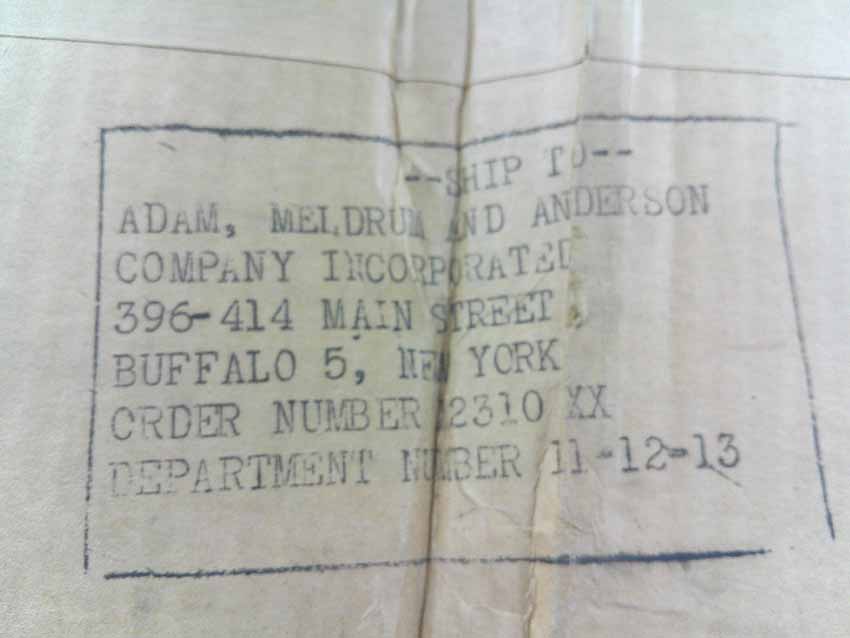 --SHIP TO--
ADAM, MELDRUM AND ANDERSON
COMPANY INCORPORATED
396-414 MAIN STREET
BUFFALO 5, NEW YORK
ORDER NUMBER 2310 XX
DEPARTMENT NUMBER 11-12-13